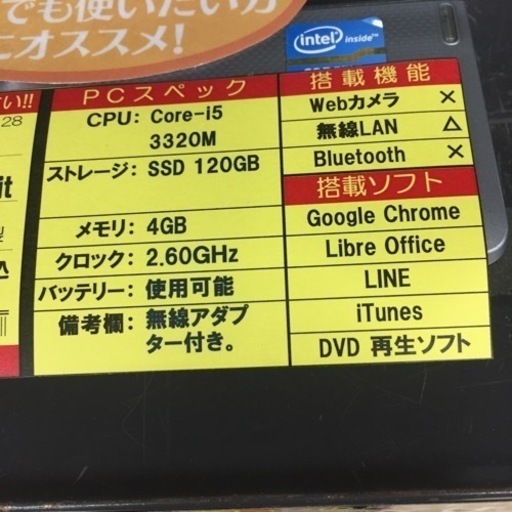 でも使いたい方
にオススメ!
intel inside
い!!
28
it
PCスペック
CPU: Core-i5
3320M
ストレージ: SSD 120GB
メモリ: 4GB
クロック: 2.60GHz
バッテリー: 使用可能
備考欄: 無線アダプ
ター付き。
搭載機能
Webカメラ ×
無線LAN △
Bluetooth ×
搭載ソフト
Google Chrome
Libre Office
LINE
iTunes
DVD 再生ソフト